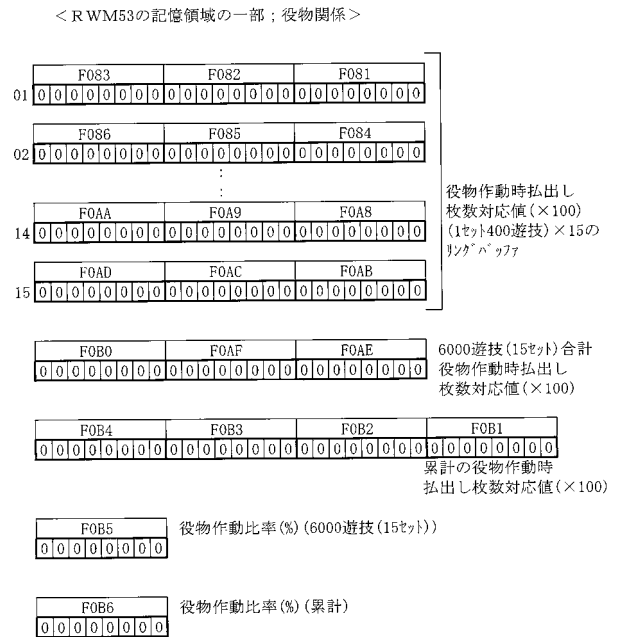 ＜ＲＷＭ53の記憶領域の一部；役物関係＞
F083 F082 F081
01 0 0 0 0 0 0 0 0 0 0 0 0 0 0 0 0 0 0 0 0 0 0 0 0
F086 F085 F084
02 0 0 0 0 0 0 0 0 0 0 0 0 0 0 0 0 0 0 0 0 0 0 0 0
:
:
F0AA F0A9 F0A8
14 0 0 0 0 0 0 0 0 0 0 0 0 0 0 0 0 0 0 0 0 0 0 0 0
F0AD F0AC F0AB
15 0 0 0 0 0 0 0 0 0 0 0 0 0 0 0 0 0 0 0 0 0 0 0 0
役物作動時払出し
枚数対応値(×100)
(1ｾｯﾄ400遊技)×15の
ﾘﾝｸﾞﾊﾞｯﾌｧ
F0B0 F0AF F0AE
0 0 0 0 0 0 0 0 0 0 0 0 0 0 0 0 0 0 0 0 0 0 0 0
6000遊技(15ｾｯﾄ)合計
役物作動時払出し
枚数対応値(×100)
F0B4 F0B3 F0B2 F0B1
0 0 0 0 0 0 0 0 0 0 0 0 0 0 0 0 0 0 0 0 0 0 0 0 0 0 0 0 0 0 0 0
累計の役物作動時
払出し枚数対応値(×100)
F0B5
役物作動比率(%)(6000遊技(15ｾｯﾄ))
0 0 0 0 0 0 0 0
F0B6
役物作動比率(%)(累計)
0 0 0 0 0 0 0 0